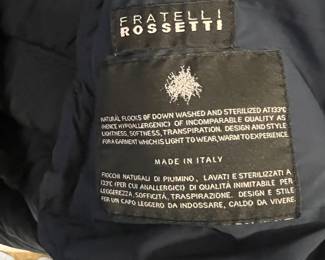 FRATELLI
ROSSETTI
NATURAL FLOCKS OF DOWN WASHED AND STERILIZED AT 133°C
(HENCE HYPOALLERGENIC) OF INCOMPARABLE QUALITY AS
LIGHTNESS, SOFTNESS, TRANSPIRATION. DESIGN AND STYLE
FOR A GARMENT WHICH IS LIGHT TO WEAR, WARM TO EXPERIENCE.
MADE IN ITALY
FIOCCHI NATURALI DI PIUMINO, LAVATI E STERILIZZATI A
133°C (PER CUI ANALLERGICI) DI QUALITÀ INIMITABILE PER
LEGGEREZZA, SOFFICITÀ, TRASPIRAZIONE. DESIGN E STILE
PER UN CAPO LEGGERO DA INDOSSARE, CALDO DA VIVERE